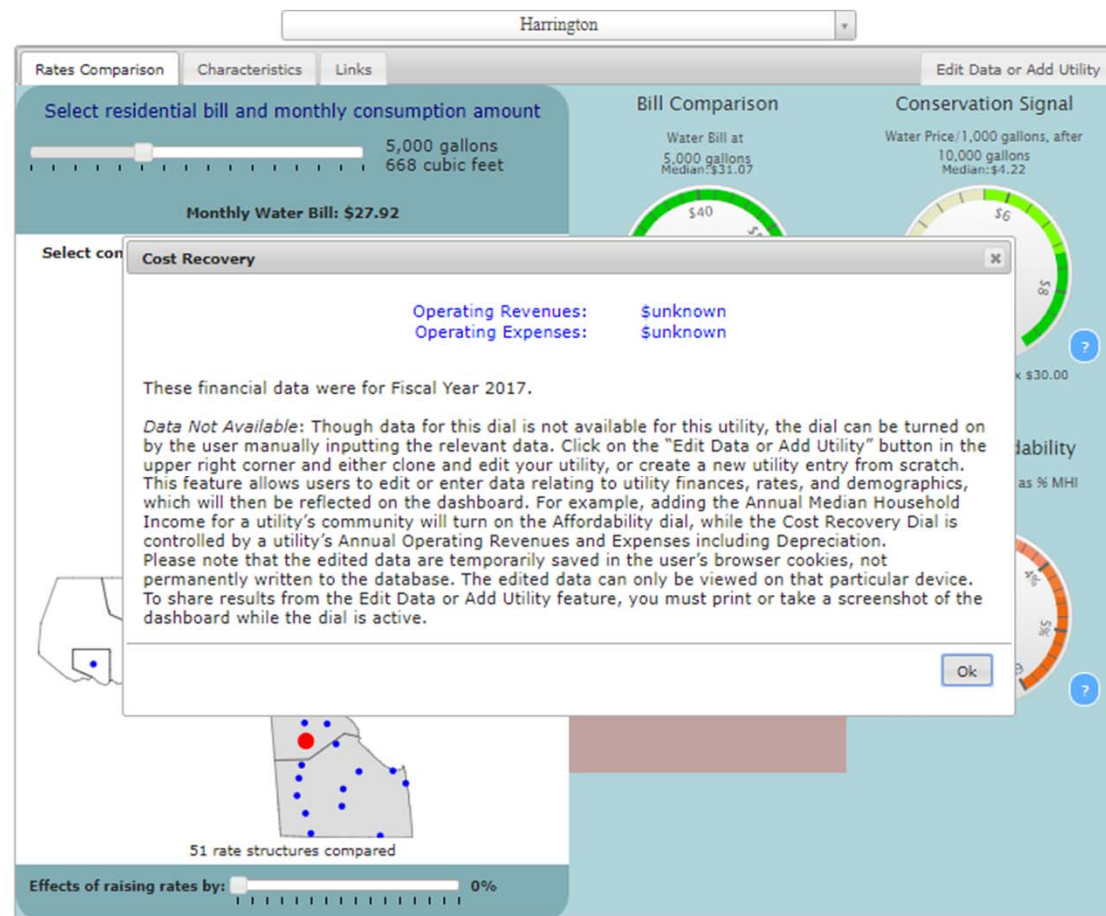 Harrington
Rates Comparison
Characteristics
Links
Edit Data or Add Utility
Select residential bill and monthly consumption amount
5,000 gallons
668 cubic feet
Monthly Water Bill: $27.92
Bill Comparison
Water Bill at
5,000 gallons
Median:$31.07
$40
Conservation Signal
Water Price/1,000 gallons, after
10,000 gallons
Median:$4.22
$6
$8
?
$30.00
Select con
Cost Recovery
Operating Revenues: $unknown
Operating Expenses: $unknown
These financial data were for Fiscal Year 2017.
Data Not Available: Though data for this dial is not available for this utility, the dial can be turned on
by the user manually inputting the relevant data. Click on the “Edit Data or Add Utility” button in the
upper right corner and either clone and edit your utility, or create a new utility entry from scratch.
This feature allows users to edit or enter data relating to utility finances, rates, and demographics,
which will then be reflected on the dashboard. For example, adding the Annual Median Household
Income for a utility’s community will turn on the Affordability dial, while the Cost Recovery Dial is
controlled by a utility’s Annual Operating Revenues and Expenses including Depreciation.
Please note that the edited data are temporarily saved in the user’s browser cookies, not
permanently written to the database. The edited data can only be viewed on that particular device.
To share results from the Edit Data or Add Utility feature, you must print or take a screenshot of the
dashboard while the dial is active.
Ok
dability
as % MHI
4%
5%
?
51 rate structures compared
Effects of raising rates by: 0%